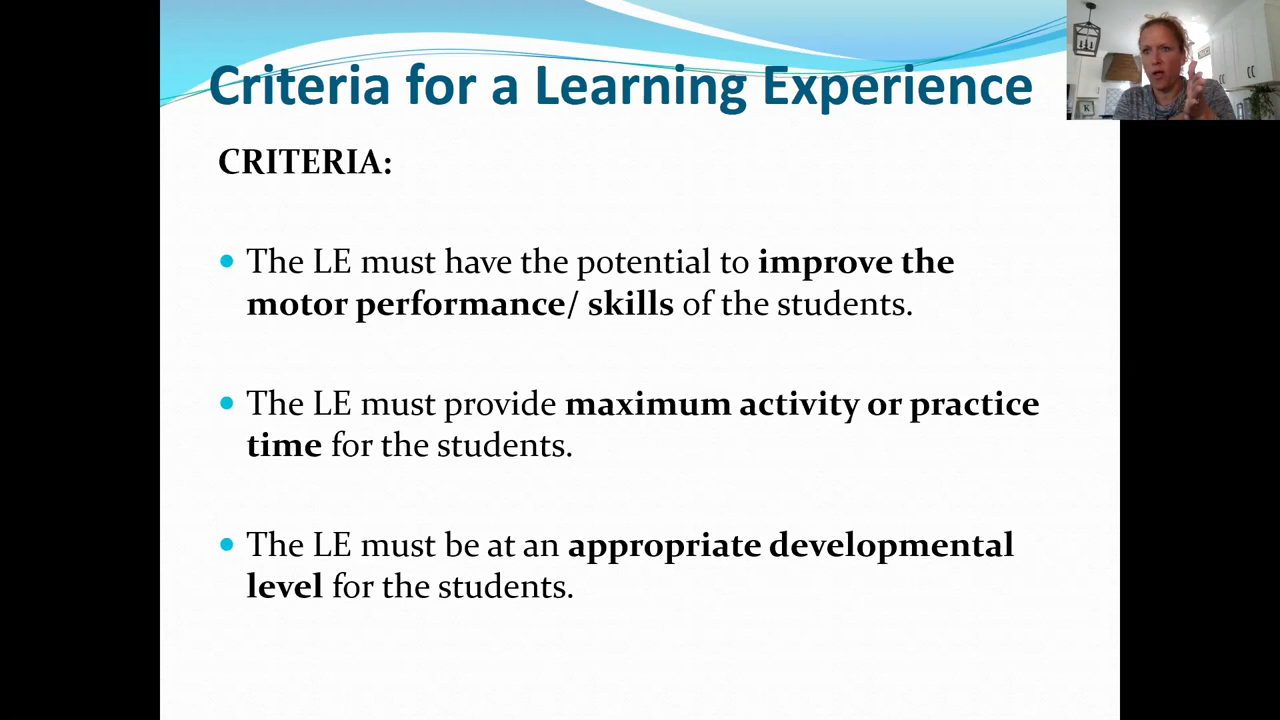 Criteria for a Learning Experience
CRITERIA:
• The LE must have the potential to improve the
motor performance/ skills of the students.
• The LE must provide maximum activity or practice
time for the students.
• The LE must be at an appropriate developmental
level for the students.
K